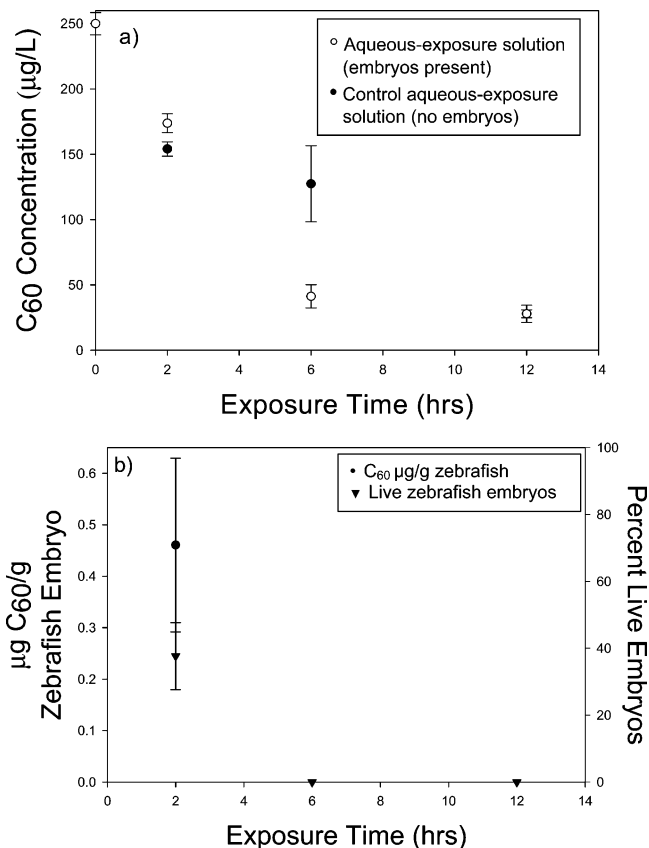 a)
Aqueous-exposure solution
(embryos present)
Control aqueous-exposure
solution (no embryos)
C60 Concentration (µg/L)
250
200
150
100
50
0
0 2 4 6 8 10 12 14
Exposure Time (hrs)
b)
C60 µg/g zebrafish
Live zebrafish embryos
µg C60/g
Zebrafish Embryo
0.6
0.5
0.4
0.3
0.2
0.1
0.0
100
80
60
40
20
0
Percent Live Embryos
0 2 4 6 8 10 12 14
Exposure Time (hrs)